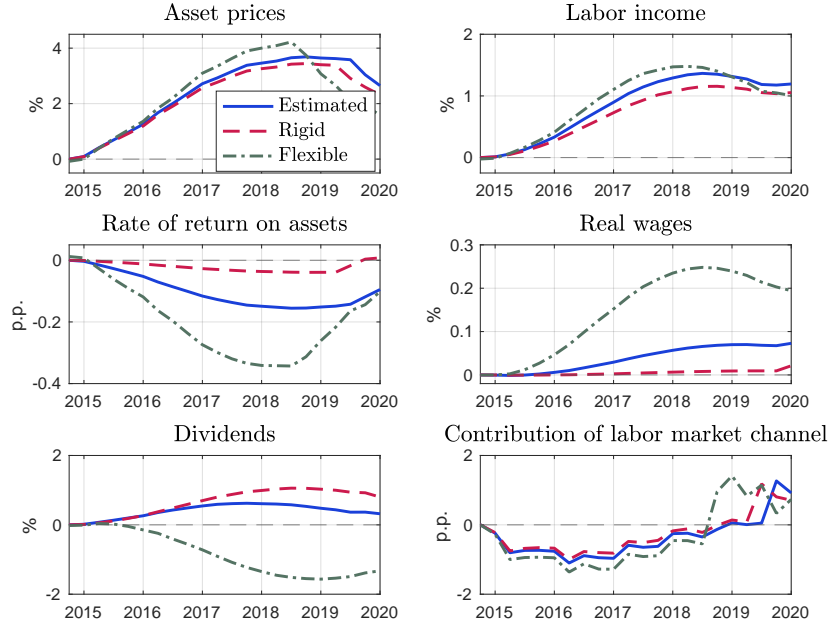 Asset prices
Labor income
4
2
0
%
Estimated
Rigid
Flexible
2015 2016 2017 2018 2019 2020
2
1
0
%
2015 2016 2017 2018 2019 2020
Rate of return on assets
Real wages
0
-0.2
-0.4
p.p.
2015 2016 2017 2018 2019 2020
0.3
0.2
0.1
0
%
2015 2016 2017 2018 2019 2020
Dividends
Contribution of labor market channel
2
0
-2
%
2015 2016 2017 2018 2019 2020
2
0
-2
p.p.
2015 2016 2017 2018 2019 2020